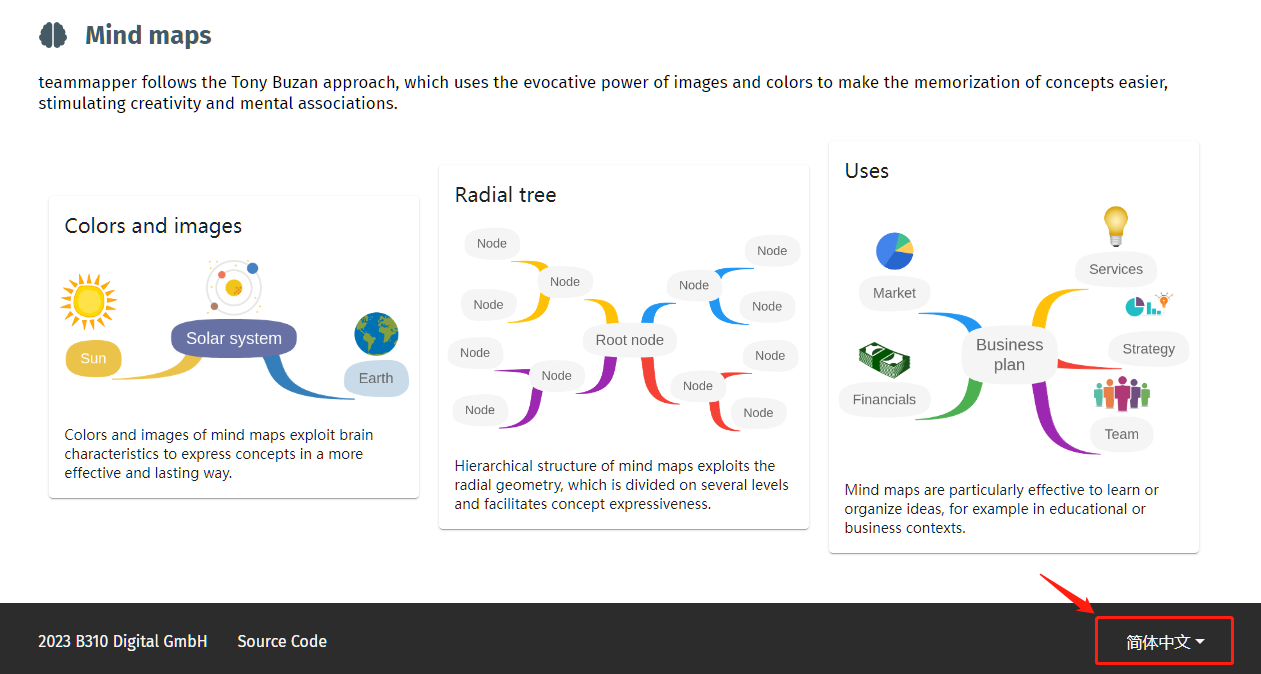 Mind maps
teammapper follows the Tony Buzan approach, which uses the evocative power of images and colors to make the memorization of concepts easier,
stimulating creativity and mental associations.
Colors and images
Solar system
Sun
Earth
Colors and images of mind maps exploit brain
characteristics to express concepts in a more
effective and lasting way.
Radial tree
Node
Node
Node
Node
Node
Node
Root node
Node
Node
Node
Node
Node
Node
Hierarchical structure of mind maps exploits the
radial geometry, which is divided on several levels
and facilitates concept expressiveness.
Uses
Services
Market
Business
plan
Strategy
Financials
Team
Mind maps are particularly effective to learn or
organize ideas, for example in educational or
business contexts.
2023 B310 Digital GmbH
Source Code
简体中文